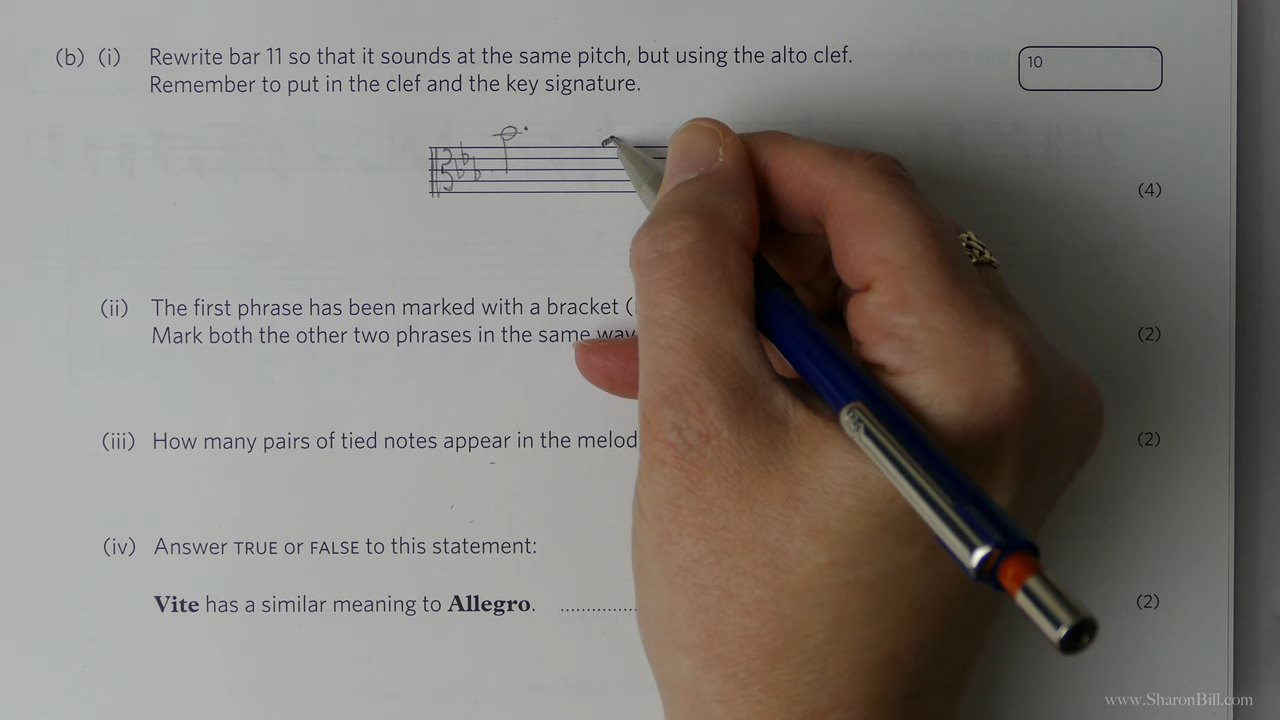 (b) (i) Rewrite bar 11 so that it sounds at the same pitch, but using the alto clef.
Remember to put in the clef and the key signature.
10
(4)
(ii) The first phrase has been marked with a bracket (
Mark both the other two phrases in the same way
(2)
(iii) How many pairs of tied notes appear in the melod
(2)
(iv) Answer TRUE or FALSE to this statement:
Vite has a similar meaning to Allegro. ..............
(2)
www.SharonBill.com